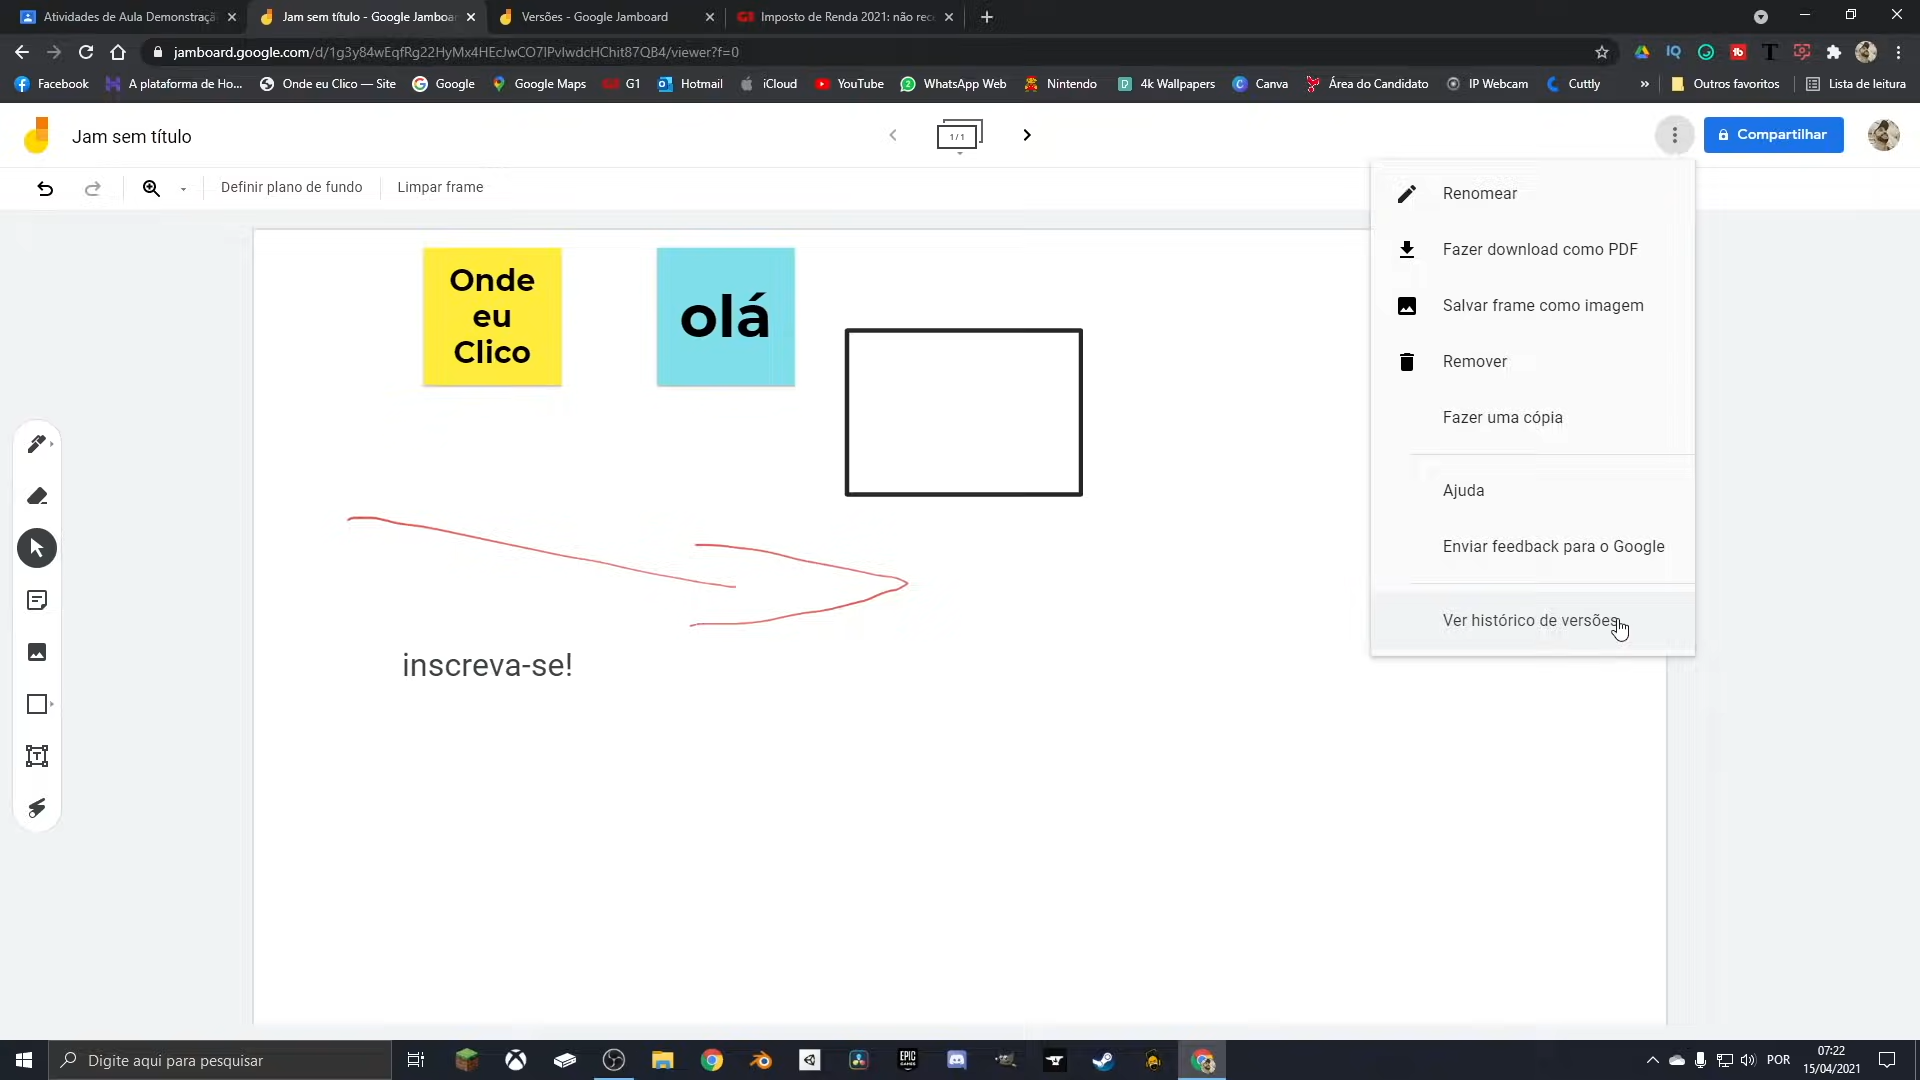 Atividades de Aula Demonstraçã
Jam sem título - Google Jamboar
Versões - Google Jamboard
G1
Imposto de Renda 2021: não rec
jamboard.google.com/d/1g3y84wEqfRg22HyMx4HEcJwCO7lPvlwdcHChit87QB4/viewer?f=0
Facebook
A plataforma de Ho...
Onde eu Clico — Site
Google
Google Maps
G1
Hotmail
iCloud
YouTube
WhatsApp Web
Nintendo
4k Wallpapers
Canva
Área do Candidato
IP Webcam
Cuttly
Outros favoritos
Lista de leitura
Jam sem título
1/1
Compartilhar
Definir plano de fundo
Limpar frame
Renomear
Fazer download como PDF
Salvar frame como imagem
Remover
Fazer uma cópia
Ajuda
Enviar feedback para o Google
Ver histórico de versões
Onde
eu
Clico
olá
inscreva-se!
Digite aqui para pesquisar
EPIC
GAMES
POR
07:22
15/04/2021